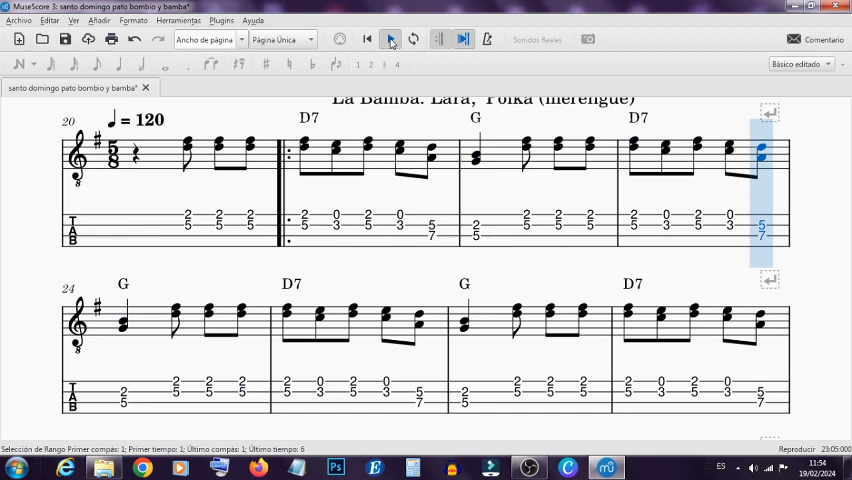 MuseScore 3: santo domingo pato bombio y bamba*
Archivo Editar Ver Añadir Formato Herramientas Plugins Ayuda
Ancho de página Página Única Sonidos Reales Comentario
1 2 3 4 Básico editado
santo domingo pato bombio y bamba*
La Bamba. Lara, Polka (merengue)
20 = 120 D7 G D7
5 8
2 2 2 2 0 2 0 2 2 2 2 0 2 0
5 5 5 5 3 5 3 5 5 5 5 5 3 5 3 5
7 5 7
T A B
2
24 G D7 G D7
2 2 2 2 0 2 0 2 2 2 2 0 2 0
2 5 5 5 5 3 5 3 5 2 5 5 5 5 3 5 3 5
5 7 5 7
T A B
Selección de Rango Primer compás: 1; Primer tiempo: 1; Último compás: 1; Último tiempo: 6 Reproducir 23:05:000
ES 11:54
19/02/2024